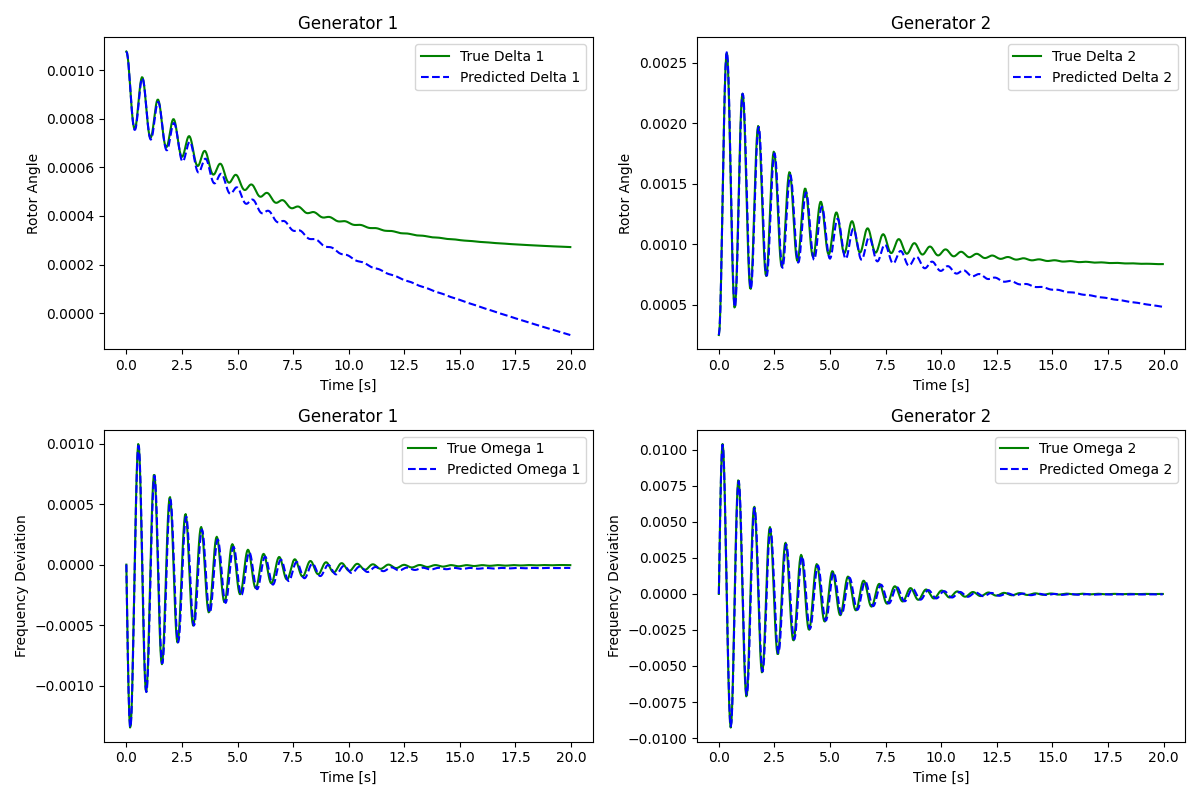 Generator 1
True Delta 1
Predicted Delta 1
Rotor Angle
0.0010
0.0008
0.0006
0.0004
0.0002
0.0000
0.0 2.5 5.0 7.5 10.0 12.5 15.0 17.5 20.0
Time [s]
Generator 2
True Delta 2
Predicted Delta 2
Rotor Angle
0.0025
0.0020
0.0015
0.0010
0.0005
0.0 2.5 5.0 7.5 10.0 12.5 15.0 17.5 20.0
Time [s]
Generator 1
True Omega 1
Predicted Omega 1
Frequency Deviation
0.0010
0.0005
0.0000
−0.0005
−0.0010
0.0 2.5 5.0 7.5 10.0 12.5 15.0 17.5 20.0
Time [s]
Generator 2
True Omega 2
Predicted Omega 2
Frequency Deviation
0.0100
0.0075
0.0050
0.0025
0.0000
−0.0025
−0.0050
−0.0075
−0.0100
0.0 2.5 5.0 7.5 10.0 12.5 15.0 17.5 20.0
Time [s]